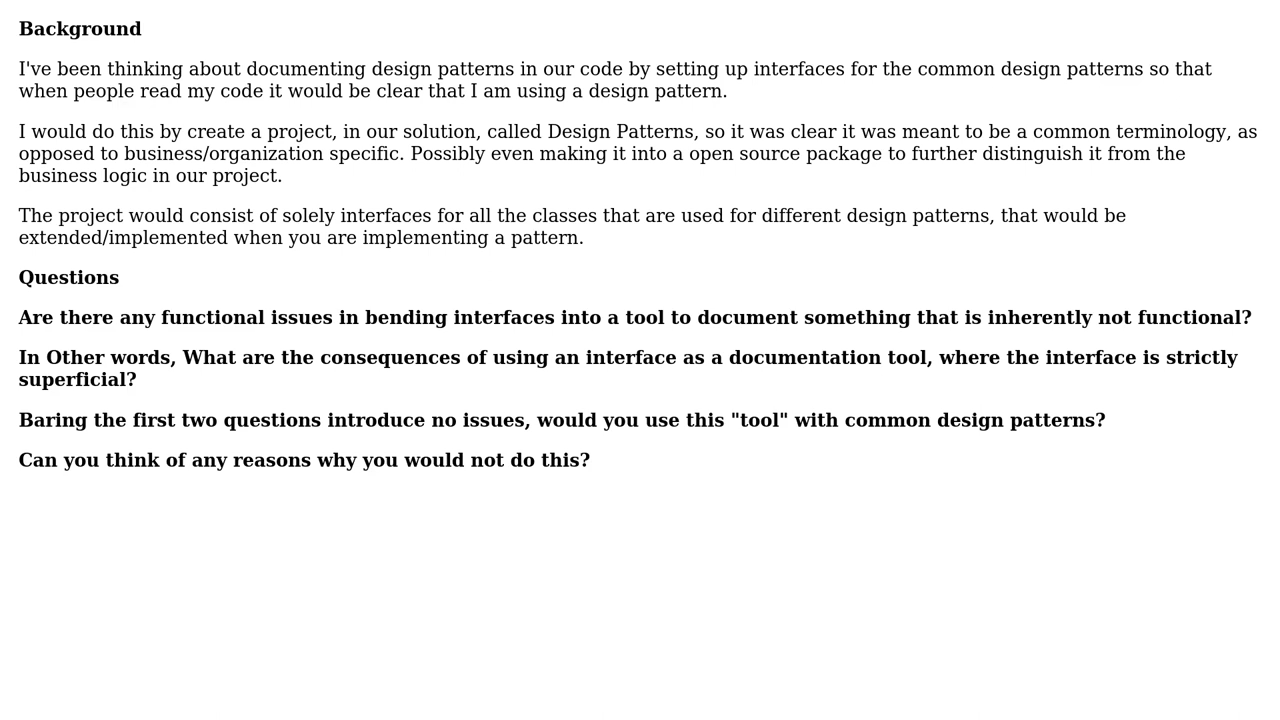 Background
I've been thinking about documenting design patterns in our code by setting up interfaces for the common design patterns so that
when people read my code it would be clear that I am using a design pattern.
I would do this by create a project, in our solution, called Design Patterns, so it was clear it was meant to be a common terminology, as
opposed to business/organization specific. Possibly even making it into a open source package to further distinguish it from the
business logic in our project.
The project would consist of solely interfaces for all the classes that are used for different design patterns, that would be
extended/implemented when you are implementing a pattern.
Questions
Are there any functional issues in bending interfaces into a tool to document something that is inherently not functional?
In Other words, What are the consequences of using an interface as a documentation tool, where the interface is strictly
superficial?
Baring the first two questions introduce no issues, would you use this "tool" with common design patterns?
Can you think of any reasons why you would not do this?